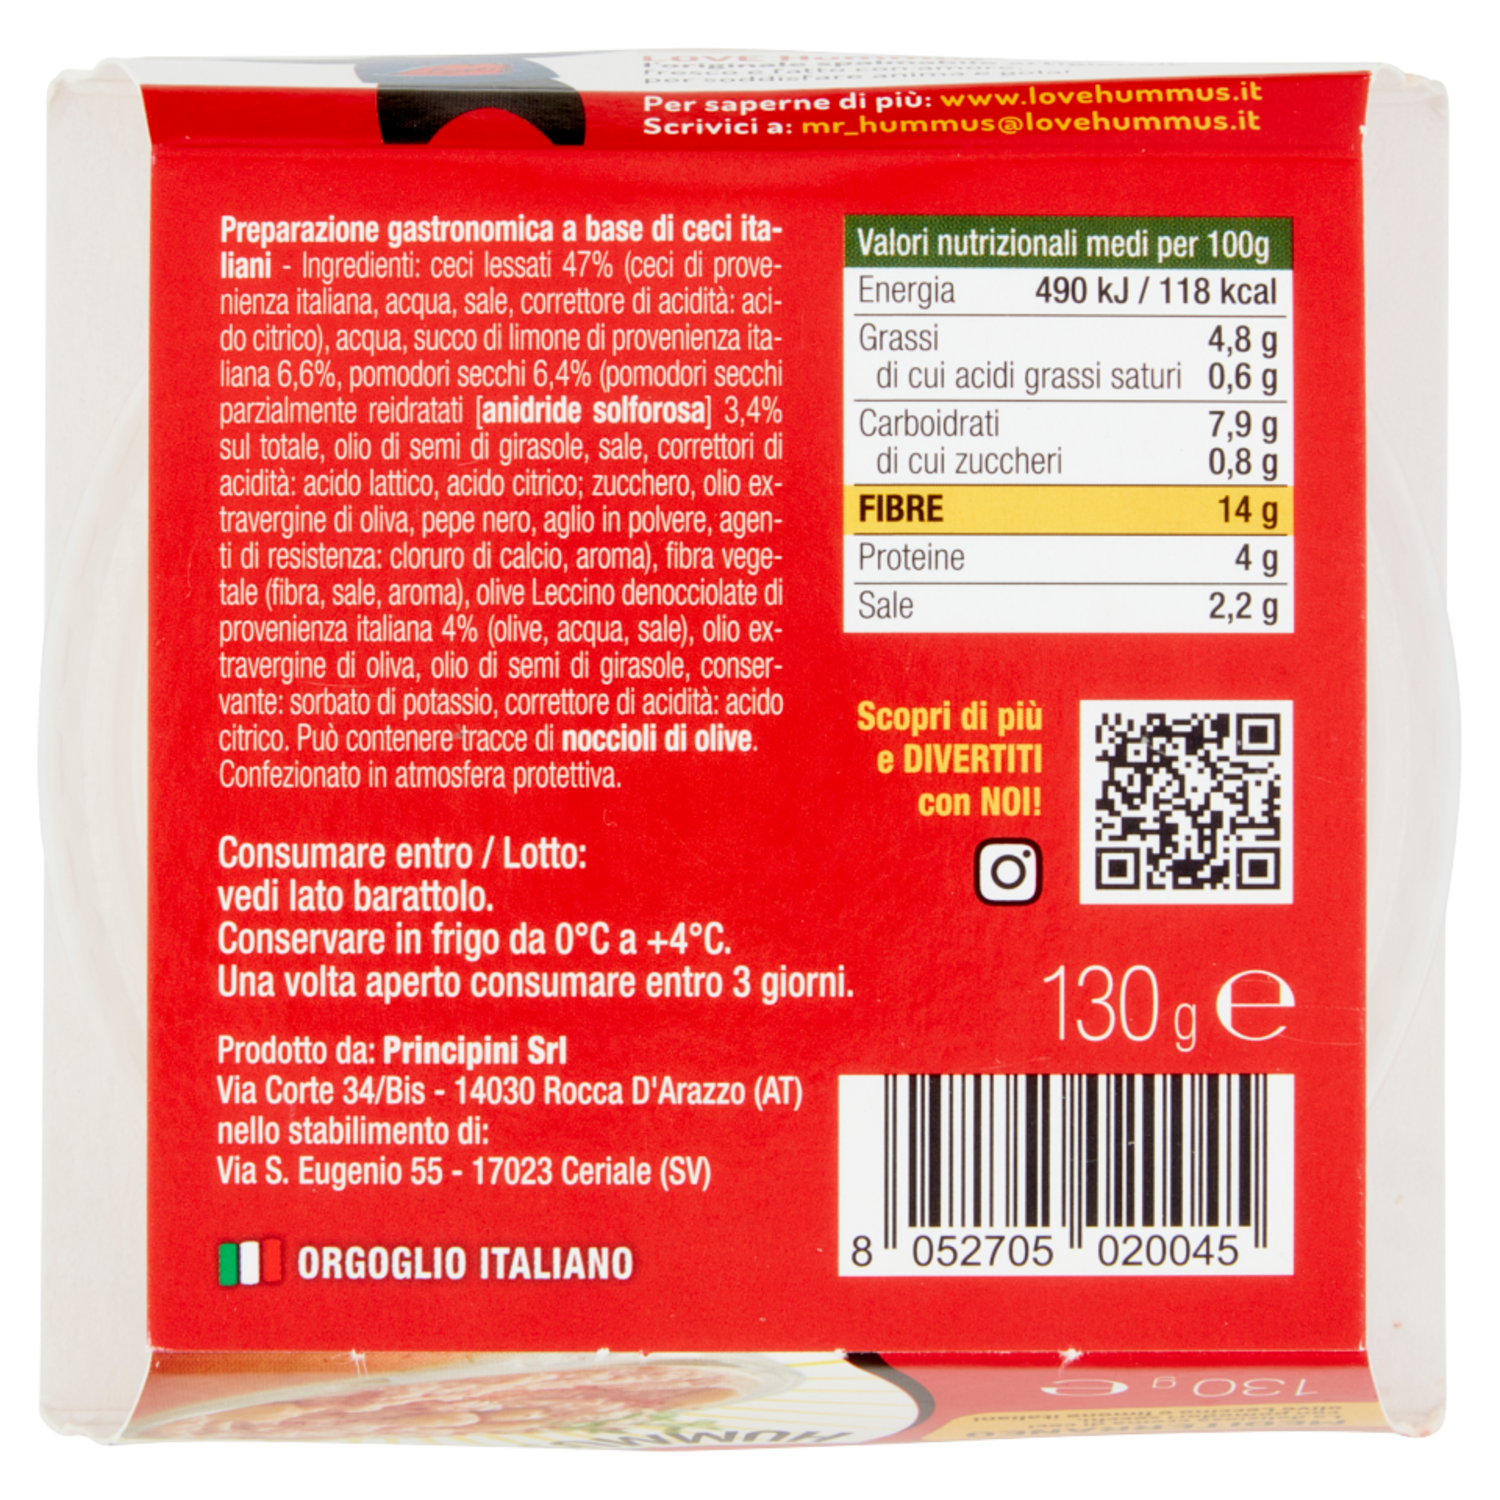 LOVE
fresco e fatto con amore
per soddisfare anima e gola!
Per saperne di più: www.lovehummus.it
Scrivici a: mr_hummus@lovehummus.it
Preparazione gastronomica a base di ceci ita-
liani - Ingredienti: ceci lessati 47% (ceci di prove-
nienza italiana, acqua, sale, correttore di acidità: aci-
do citrico), acqua, succo di limone di provenienza ita-
liana 6,6%, pomodori secchi 6,4% (pomodori secchi
parzialmente reidratati [anidride solforosa] 3,4%
sul totale, olio di semi di girasole, sale, correttori di
acidità: acido lattico, acido citrico; zucchero, olio ex-
travergine di oliva, pepe nero, aglio in polvere, agen-
ti di resistenza: cloruro di calcio, aroma), fibra vege-
tale (fibra, sale, aroma), olive Leccino denocciolate di
provenienza italiana 4% (olive, acqua, sale), olio ex-
travergine di oliva, olio di semi di girasole, conser-
vante: sorbato di potassio, correttore di acidità: acido
citrico. Può contenere tracce di noccioli di olive.
Confezionato in atmosfera protettiva.
Consumare entro / Lotto:
vedi lato barattolo.
Conservare in frigo da 0°C a +4°C.
Una volta aperto consumare entro 3 giorni.
Prodotto da: Principini Srl
Via Corte 34/Bis - 14030 Rocca D'Arazzo (AT)
nello stabilimento di:
Via S. Eugenio 55 - 17023 Ceriale (SV)
ORGOGLIO ITALIANO
Valori nutrizionali medi per 100g
Energia 490 kJ / 118 kcal
Grassi 4,8 g
di cui acidi grassi saturi 0,6 g
Carboidrati 7,9 g
di cui zuccheri 0,8 g
FIBRE 14 g
Proteine 4 g
Sale 2,2 g
Scopri di più
e DIVERTITI
con NOI!
130 g e
8 052705 020045
130 g e
HUMMUS